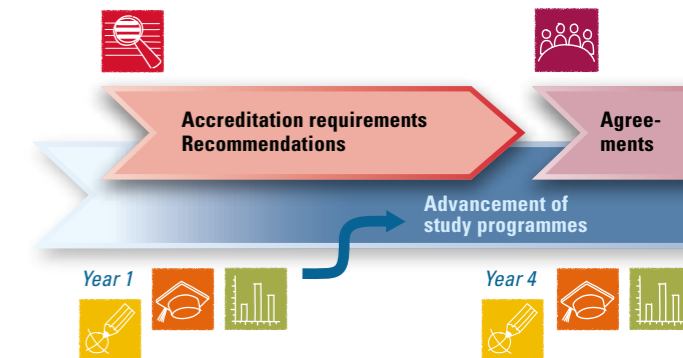 Accreditation requirements
Recommendations
Agree-
ments
Advancement of
study programmes
Year 1
Year 4